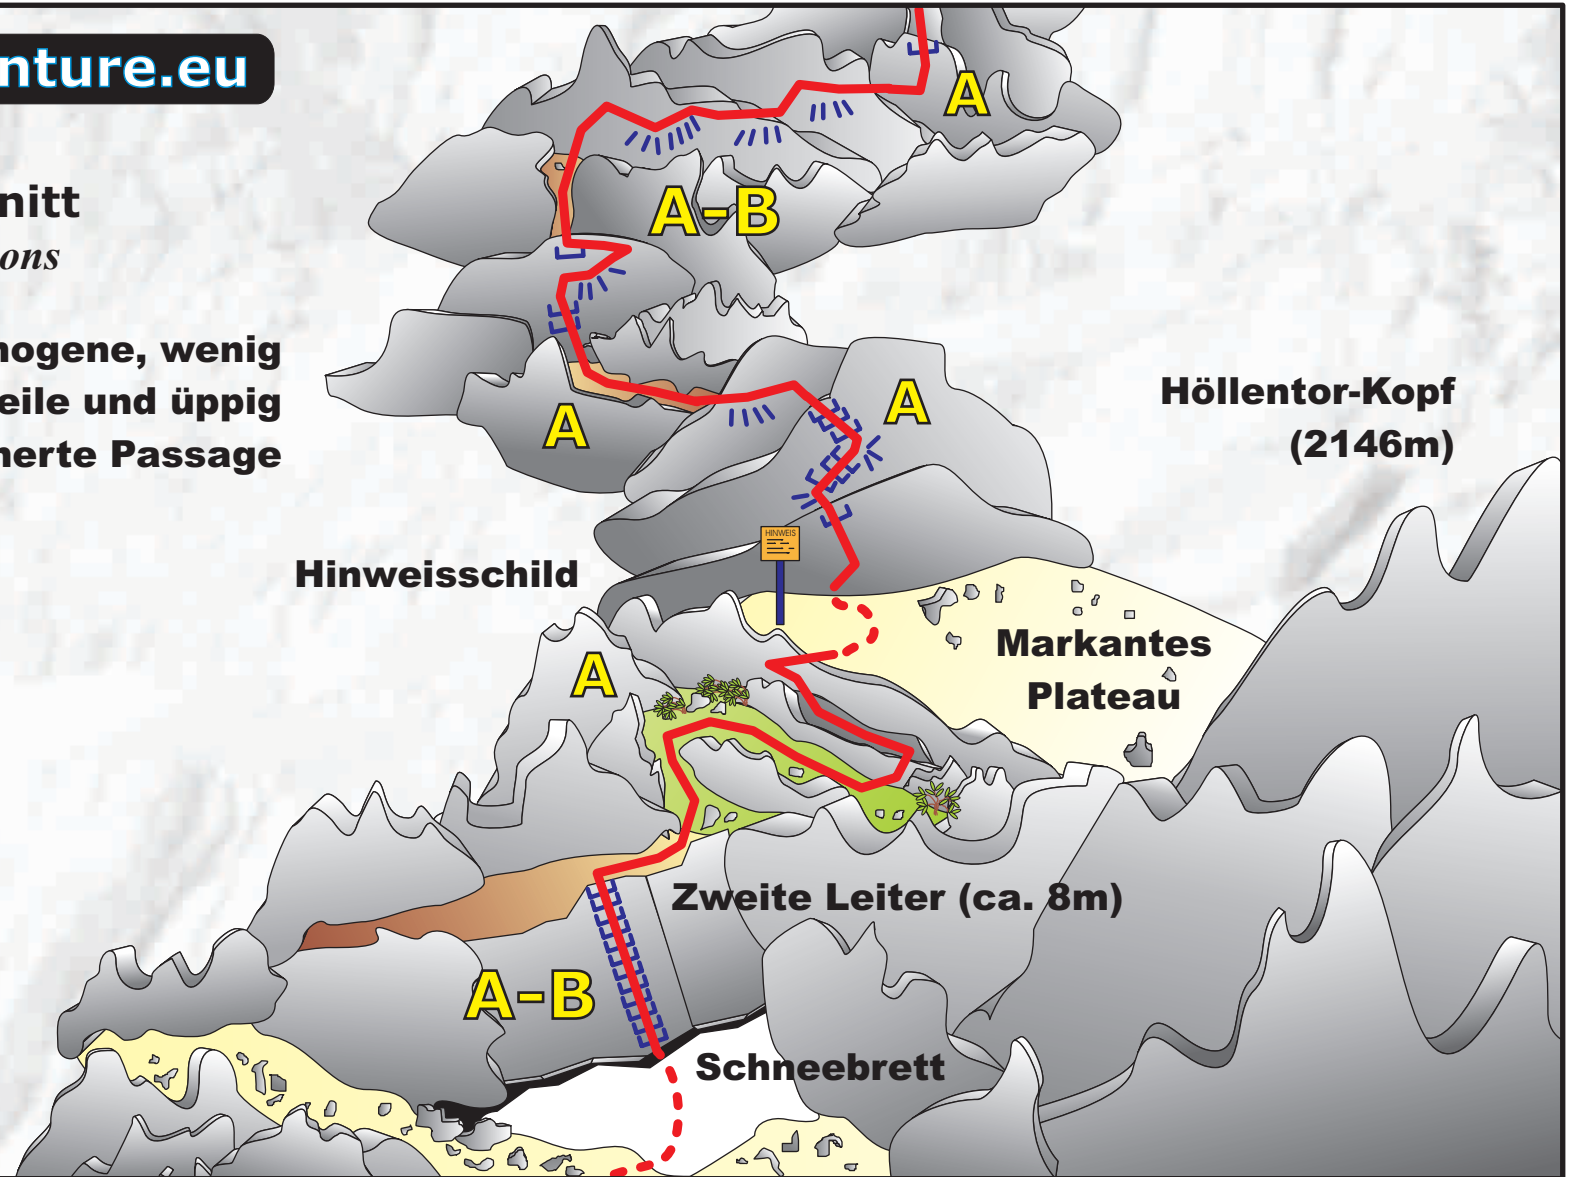 nture.eu
nitt
ons
nogene, wenig
eile und üppig
nerte Passage
A
A-B
A
A
Höllentor-Kopf
(2146m)
HINWEIS
Hinweisschild
Markantes
Plateau
A
Zweite Leiter (ca. 8m)
A-B
Schneebrett